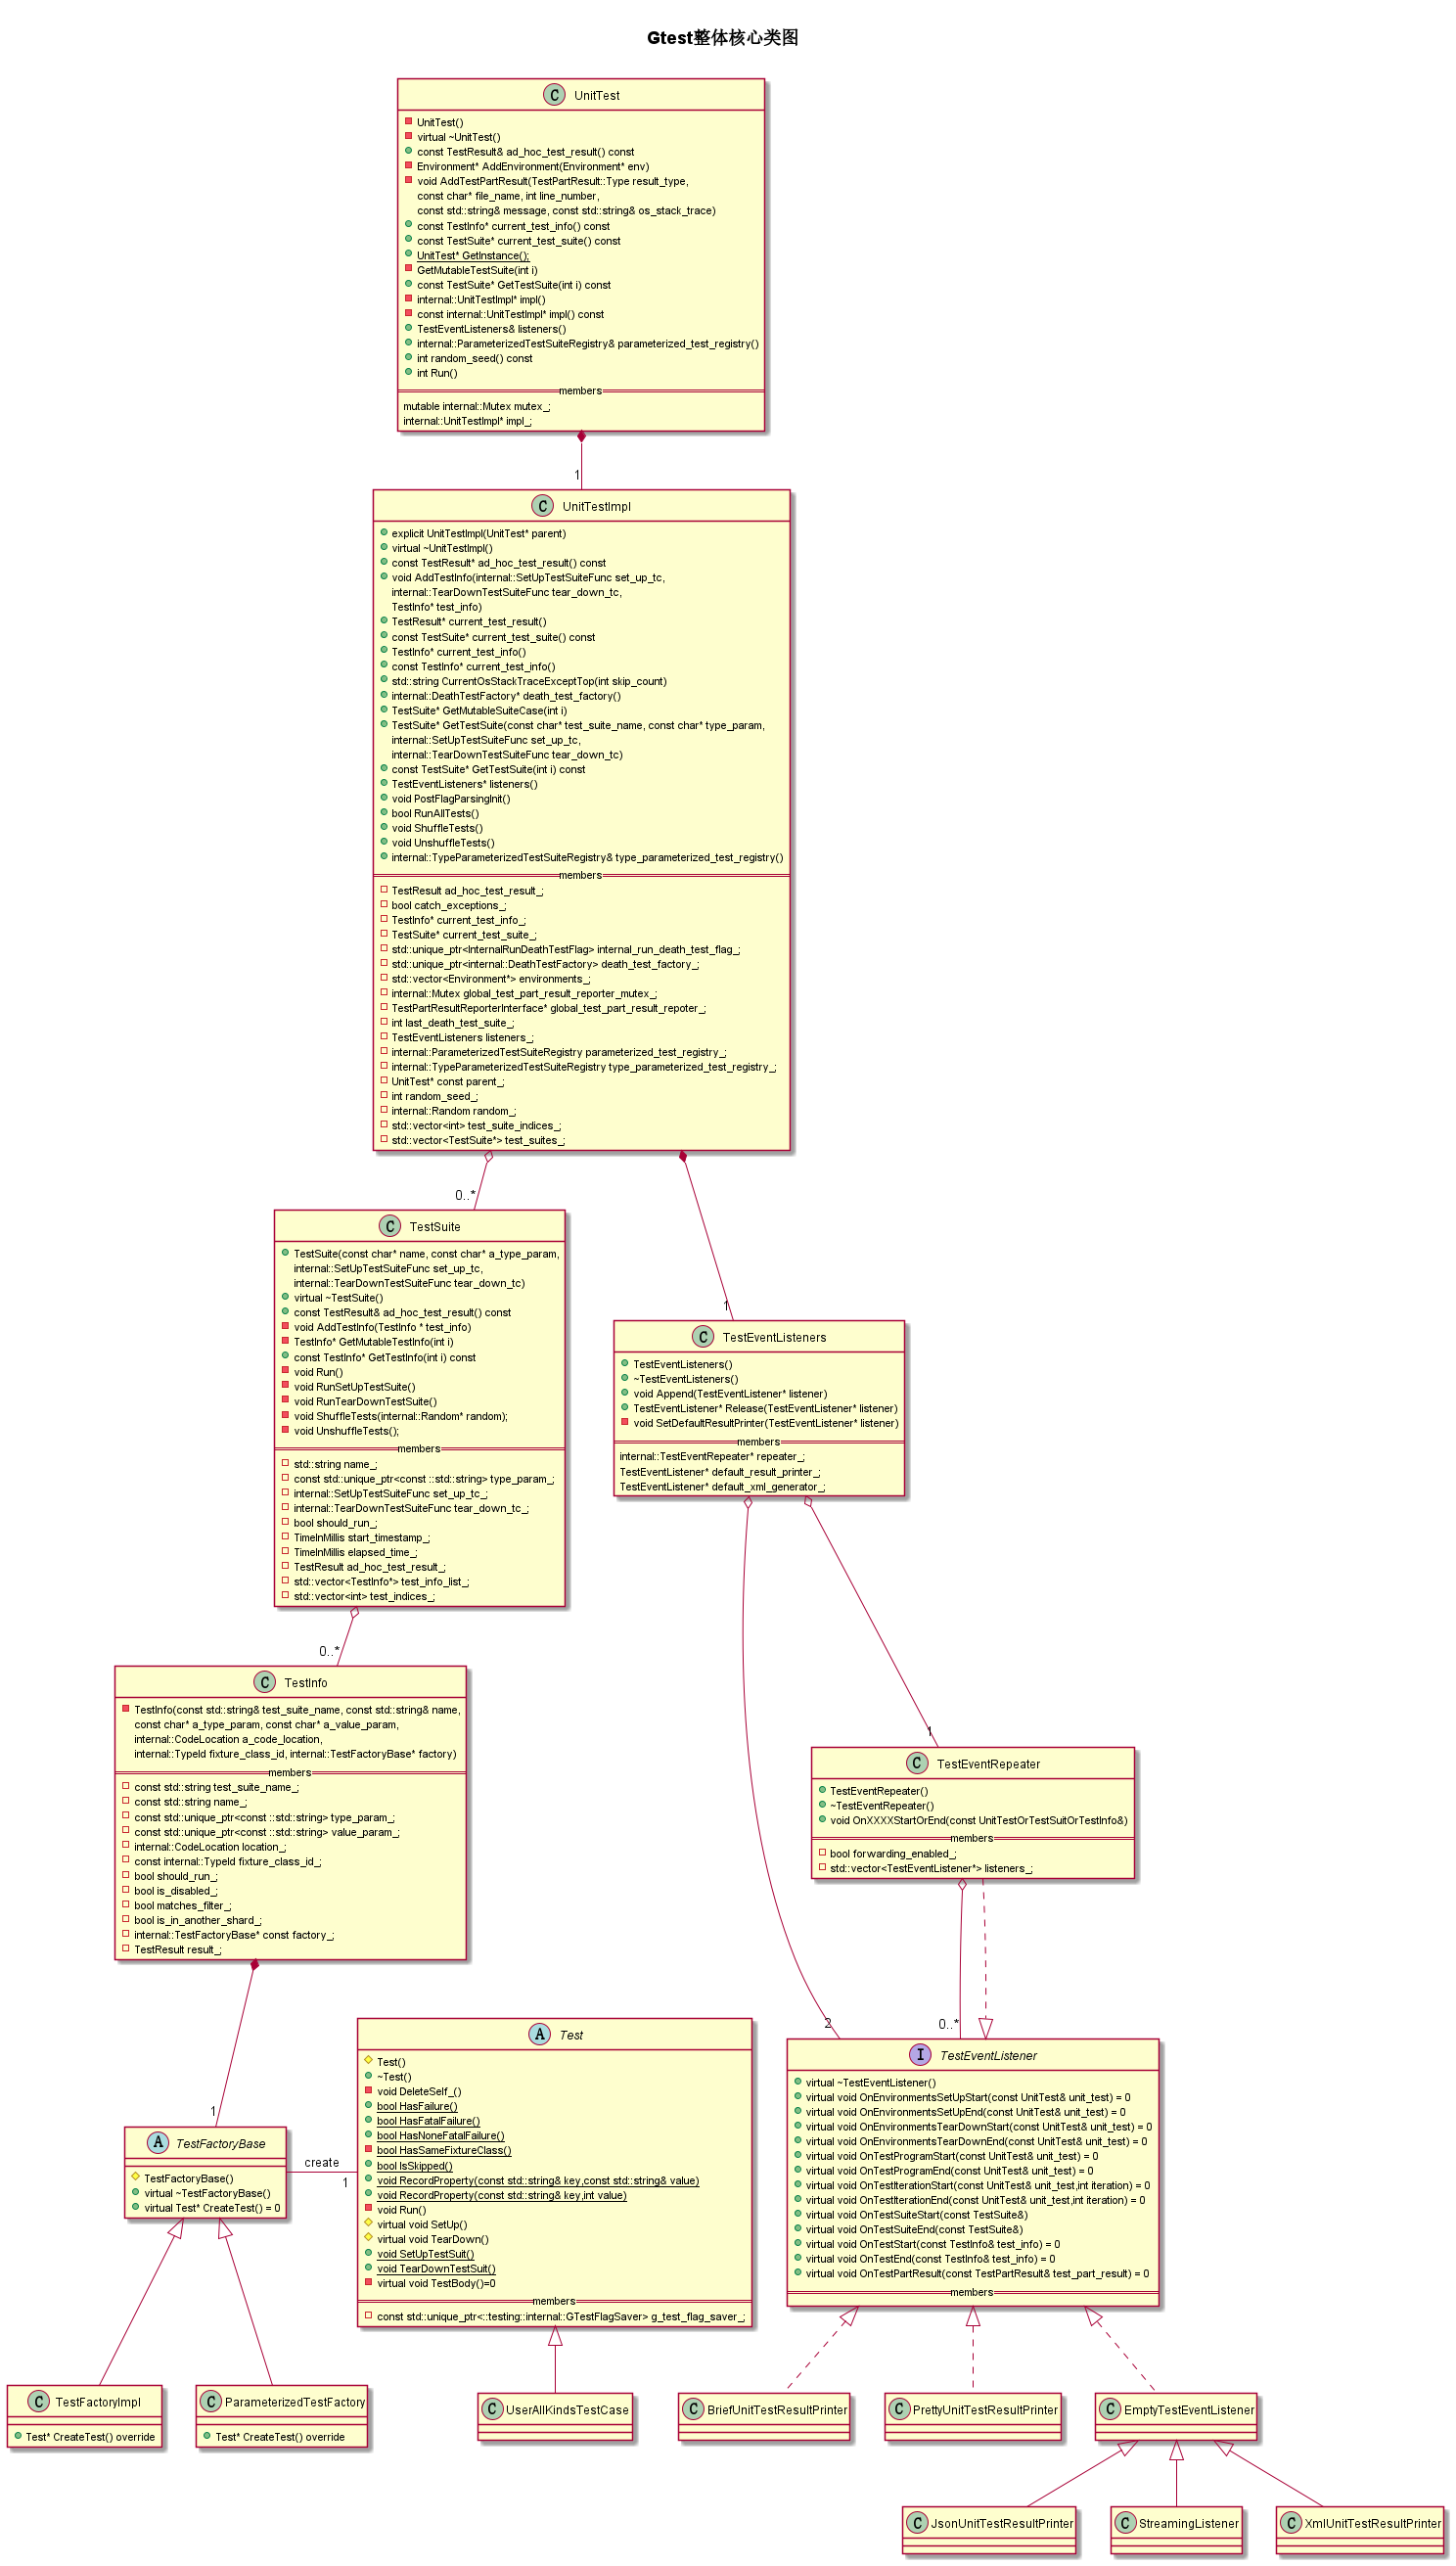 Gtest整体核心类图
C UnitTest
UnitTest()
virtual ~UnitTest()
const TestResult& ad_hoc_test_result() const
Environment* AddEnvironment(Environment* env)
void AddTestPartResult(TestPartResult::Type result_type,
const char* file_name, int line_number,
const std::string& message, const std::string& os_stack_trace)
const TestInfo* current_test_info() const
const TestSuite* current_test_suite() const
UnitTest* GetInstance();
GetMutableTestSuite(int i)
const TestSuite* GetTestSuite(int i) const
internal::UnitTestImpl* impl()
const internal::UnitTestImpl* impl() const
TestEventListeners& listeners()
internal::ParameterizedTestSuiteRegistry& parameterized_test_registry()
int random_seed() const
int Run()
members
mutable internal::Mutex mutex_;
internal::UnitTestImpl* impl_;
1
C UnitTestImpl
explicit UnitTestImpl(UnitTest* parent)
virtual ~UnitTestImpl()
const TestResult* ad_hoc_test_result() const
void AddTestInfo(internal::SetUpTestSuiteFunc set_up_tc,
internal::TearDownTestSuiteFunc tear_down_tc,
TestInfo* test_info)
TestResult* current_test_result()
const TestSuite* current_test_suite() const
TestInfo* current_test_info()
const TestInfo* current_test_info()
std::string CurrentOsStackTraceExceptTop(int skip_count)
internal::DeathTestFactory* death_test_factory()
TestSuite* GetMutableSuiteCase(int i)
TestSuite* GetTestSuite(const char* test_suite_name, const char* type_param,
internal::SetUpTestSuiteFunc set_up_tc,
internal::TearDownTestSuiteFunc tear_down_tc)
const TestSuite* GetTestSuite(int i) const
TestEventListeners* listeners()
void PostFlagParsingInit()
bool RunAllTests()
void ShuffleTests()
void UnshuffleTests()
internal::TypeParameterizedTestSuiteRegistry& type_parameterized_test_registry()
members
TestResult ad_hoc_test_result_;
bool catch_exceptions_;
TestInfo* current_test_info_;
TestSuite* current_test_suite_;
std::unique_ptr<InternalRunDeathTestFlag> internal_run_death_test_flag_;
std::unique_ptr<internal::DeathTestFactory> death_test_factory_;
std::vector<Environment*> environments_;
internal::Mutex global_test_part_result_reporter_mutex_;
TestPartResultReporterInterface* global_test_part_result_repoter_;
int last_death_test_suite_;
TestEventListeners listeners_;
internal::ParameterizedTestSuiteRegistry parameterized_test_registry_;
internal::TypeParameterizedTestSuiteRegistry type_parameterized_test_registry_;
UnitTest* const parent_;
int random_seed_;
internal::Random random_;
std::vector<int> test_suite_indices_;
std::vector<TestSuite*> test_suites_;
0..*
C TestSuite
TestSuite(const char* name, const char* a_type_param,
internal::SetUpTestSuiteFunc set_up_tc,
internal::TearDownTestSuiteFunc tear_down_tc)
virtual ~TestSuite()
const TestResult& ad_hoc_test_result() const
void AddTestInfo(TestInfo * test_info)
TestInfo* GetMutableTestInfo(int i)
const TestInfo* GetTestInfo(int i) const
void Run()
void RunSetUpTestSuite()
void RunTearDownTestSuite()
void ShuffleTests(internal::Random* random);
void UnshuffleTests();
members
std::string name_;
const std::unique_ptr<const ::std::string> type_param_;
internal::SetUpTestSuiteFunc set_up_tc_;
internal::TearDownTestSuiteFunc tear_down_tc_;
bool should_run_;
TimeInMillis start_timestamp_;
TimeInMillis elapsed_time_;
TestResult ad_hoc_test_result_;
std::vector<TestInfo*> test_info_list_;
std::vector<int> test_indices_;
1
C TestEventListeners
TestEventListeners()
~TestEventListeners()
void Append(TestEventListener* listener)
TestEventListener* Release(TestEventListener* listener)
void SetDefaultResultPrinter(TestEventListener* listener)
members
internal::TestEventRepeater* repeater_;
TestEventListener* default_result_printer_;
TestEventListener* default_xml_generator_;
0..*
C TestInfo
TestInfo(const std::string& test_suite_name, const std::string& name,
const char* a_type_param, const char* a_value_param,
internal::CodeLocation a_code_location,
internal::TypeId fixture_class_id, internal::TestFactoryBase* factory)
members
const std::string test_suite_name_;
const std::string name_;
const std::unique_ptr<const ::std::string> type_param_;
const std::unique_ptr<const ::std::string> value_param_;
internal::CodeLocation location_;
const internal::TypeId fixture_class_id_;
bool should_run_;
bool is_disabled_;
bool matches_filter_;
bool is_in_another_shard_;
internal::TestFactoryBase* const factory_;
TestResult result_;
1
C TestEventRepeater
TestEventRepeater()
~TestEventRepeater()
void OnXXXXStartOrEnd(const UnitTestOrTestSuitOrTestInfo&)
members
bool forwarding_enabled_;
std::vector<TestEventListener*> listeners_;
1
A TestFactoryBase
TestFactoryBase()
virtual ~TestFactoryBase()
virtual Test* CreateTest() = 0
create
1
A Test
Test()
~Test()
void DeleteSelf_()
bool HasFailure()
bool HasFatalFailure()
bool HasNoneFatalFailure()
bool HasSameFixtureClass()
bool IsSkipped()
void RecordProperty(const std::string& key,const std::string& value)
void RecordProperty(const std::string& key,int value)
void Run()
virtual void SetUp()
virtual void TearDown()
void SetUpTestSuit()
void TearDownTestSuit()
virtual void TestBody()=0
members
const std::unique_ptr<::testing::internal::GTestFlagSaver> g_test_flag_saver_;
2
0..*
I TestEventListener
virtual ~TestEventListener()
virtual void OnEnvironmentsSetUpStart(const UnitTest& unit_test) = 0
virtual void OnEnvironmentsSetUpEnd(const UnitTest& unit_test) = 0
virtual void OnEnvironmentsTearDownStart(const UnitTest& unit_test) = 0
virtual void OnEnvironmentsTearDownEnd(const UnitTest& unit_test) = 0
virtual void OnTestProgramStart(const UnitTest& unit_test) = 0
virtual void OnTestProgramEnd(const UnitTest& unit_test) = 0
virtual void OnTestIterationStart(const UnitTest& unit_test,int iteration) = 0
virtual void OnTestIterationEnd(const UnitTest& unit_test,int iteration) = 0
virtual void OnTestSuiteStart(const TestSuite&)
virtual void OnTestSuiteEnd(const TestSuite&)
virtual void OnTestStart(const TestInfo& test_info) = 0
virtual void OnTestEnd(const TestInfo& test_info) = 0
virtual void OnTestPartResult(const TestPartResult& test_part_result) = 0
members
C TestFactoryImpl
Test* CreateTest() override
C ParameterizedTestFactory
Test* CreateTest() override
C UserAllKindsTestCase
C BriefUnitTestResultPrinter
C PrettyUnitTestResultPrinter
C EmptyTestEventListener
C JsonUnitTestResultPrinter
C StreamingListener
C XmlUnitTestResultPrinter